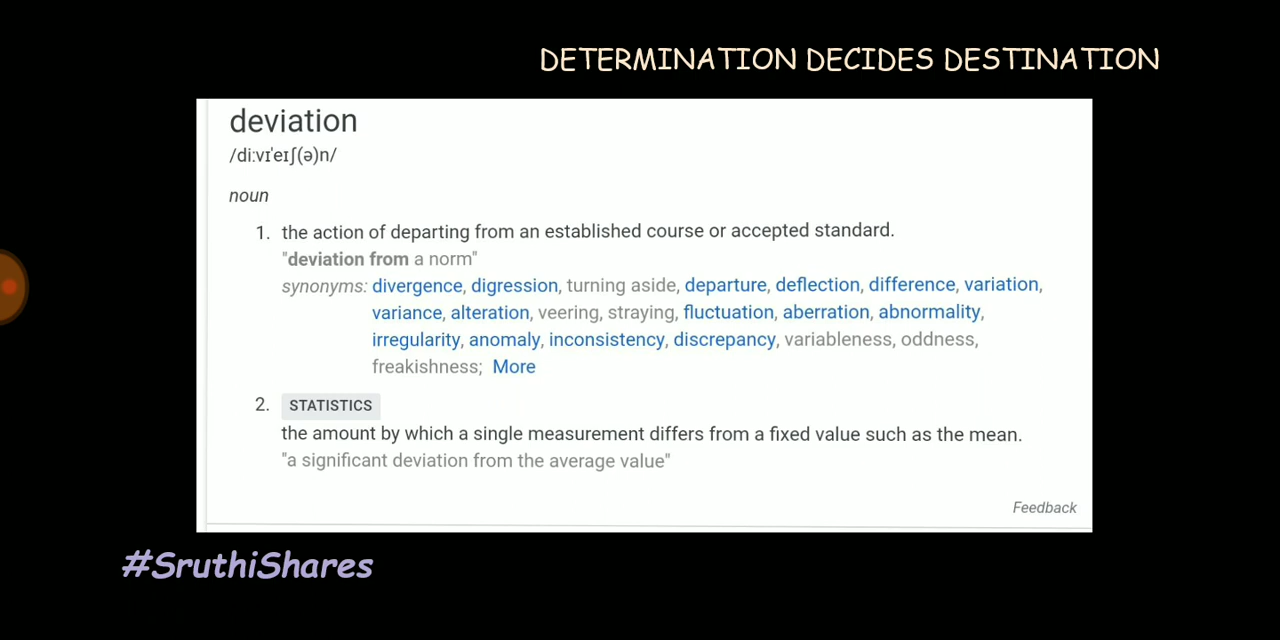 DETERMINATION DECIDES DESTINATION
deviation
/diːvɪˈeɪʃ(ə)n/
noun
1. the action of departing from an established course or accepted standard.
"deviation from a norm"
synonyms: divergence, digression, turning aside, departure, deflection, difference, variation,
variance, alteration, veering, straying, fluctuation, aberration, abnormality,
irregularity, anomaly, inconsistency, discrepancy, variableness, oddness,
freakishness; More
2. STATISTICS
the amount by which a single measurement differs from a fixed value such as the mean.
"a significant deviation from the average value"
Feedback
#SruthiShares